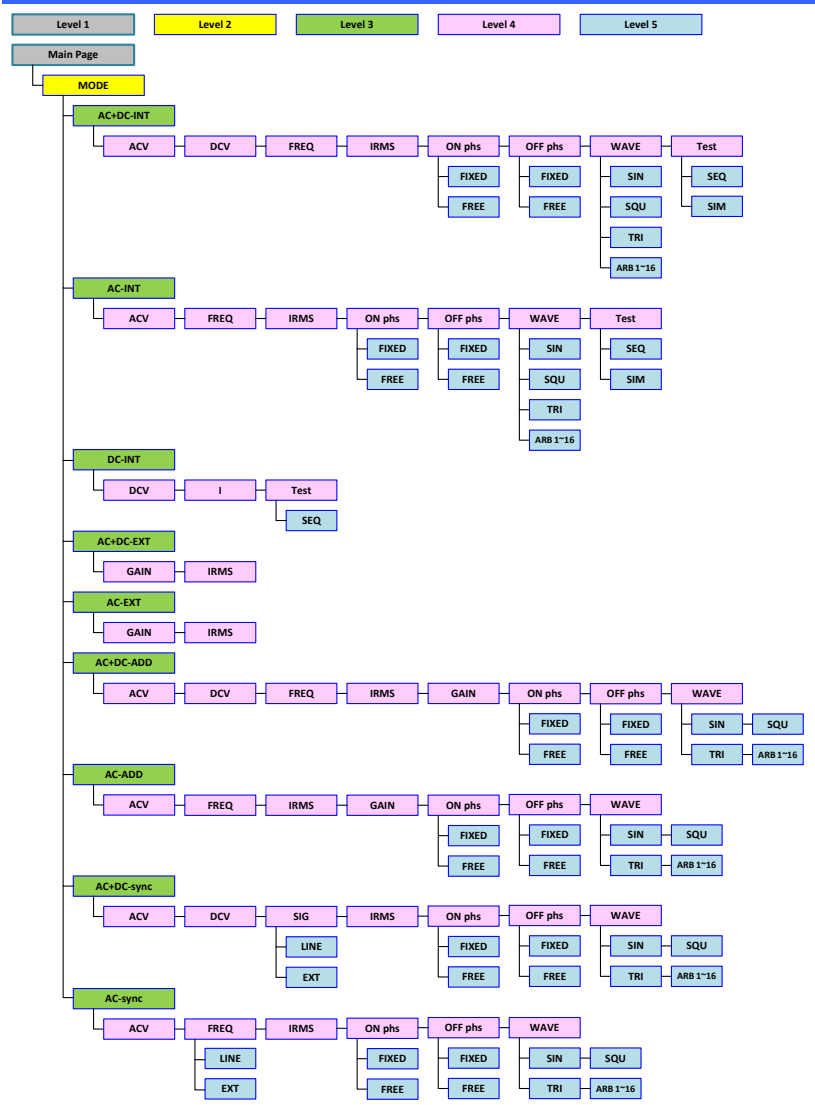 Level 1 Level 2 Level 3 Level 4 Level 5
Main Page
MODE
AC+DC-INT
ACV DCV FREQ IRMS ON phs OFF phs WAVE Test
FIXED FIXED SIN SEQ
FREE FREE SQU SIM
TRI
ARB 1~16
AC-INT
ACV FREQ IRMS ON phs OFF phs WAVE Test
FIXED FIXED SIN SEQ
FREE FREE SQU SIM
TRI
ARB 1~16
DC-INT
DCV I Test
SEQ
AC+DC-EXT
GAIN IRMS
AC-EXT
GAIN IRMS
AC+DC-ADD
ACV DCV FREQ IRMS GAIN ON phs OFF phs WAVE
FIXED FIXED SIN SQU
FREE FREE TRI ARB 1~16
AC-ADD
ACV FREQ IRMS GAIN ON phs OFF phs WAVE
FIXED FIXED SIN SQU
FREE FREE TRI ARB 1~16
AC+DC-sync
ACV DCV SIG IRMS ON phs OFF phs WAVE
LINE FIXED FIXED SIN SQU
EXT FREE FREE TRI ARB 1~16
AC-sync
ACV FREQ IRMS ON phs OFF phs WAVE
LINE FIXED FIXED SIN SQU
EXT FREE FREE TRI ARB 1~16